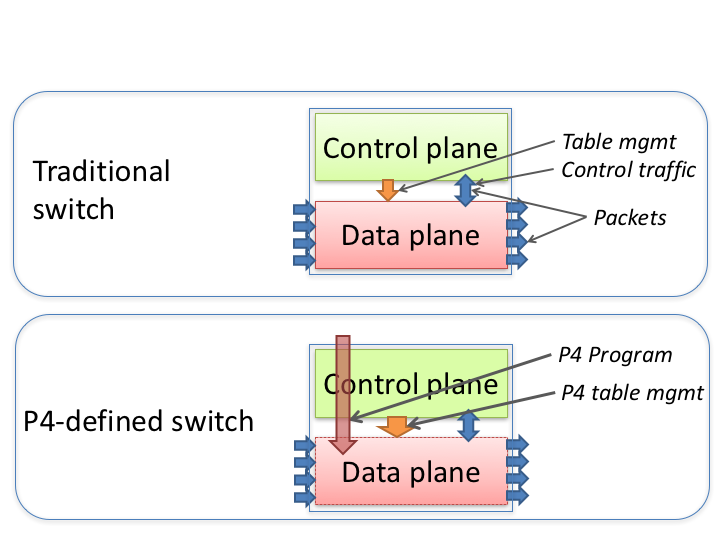 Control plane
Table mgmt
Control traffic
Traditional
switch
Packets
Data plane
P4 Program
Control plane
P4 table mgmt
P4-defined switch
Data plane